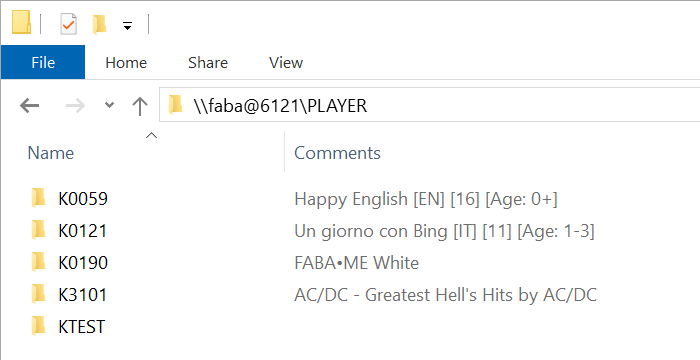 File Home Share View
\\faba@6121\PLAYER
Name Comments
K0059 Happy English [EN] [16] [Age: 0+]
K0121 Un giorno con Bing [IT] [11] [Age: 1-3]
K0190 FABA•ME White
K3101 AC/DC - Greatest Hell's Hits by AC/DC
KTEST